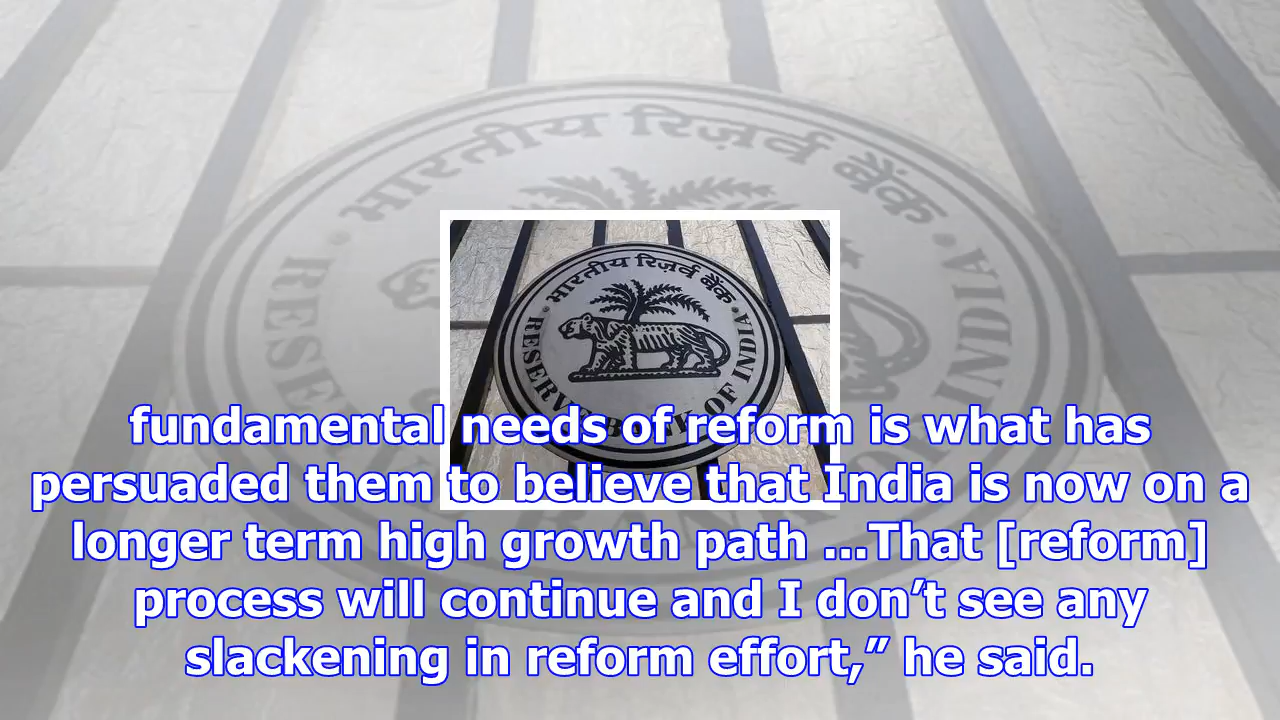 भारतीय रिज़र्व बैंक
RESERVE BANK OF INDIA
fundamental needs of reform is what has
persuaded them to believe that India is now on a
longer term high growth path ...That [reform]
process will continue and I don’t see any
slackening in reform effort,” he said.